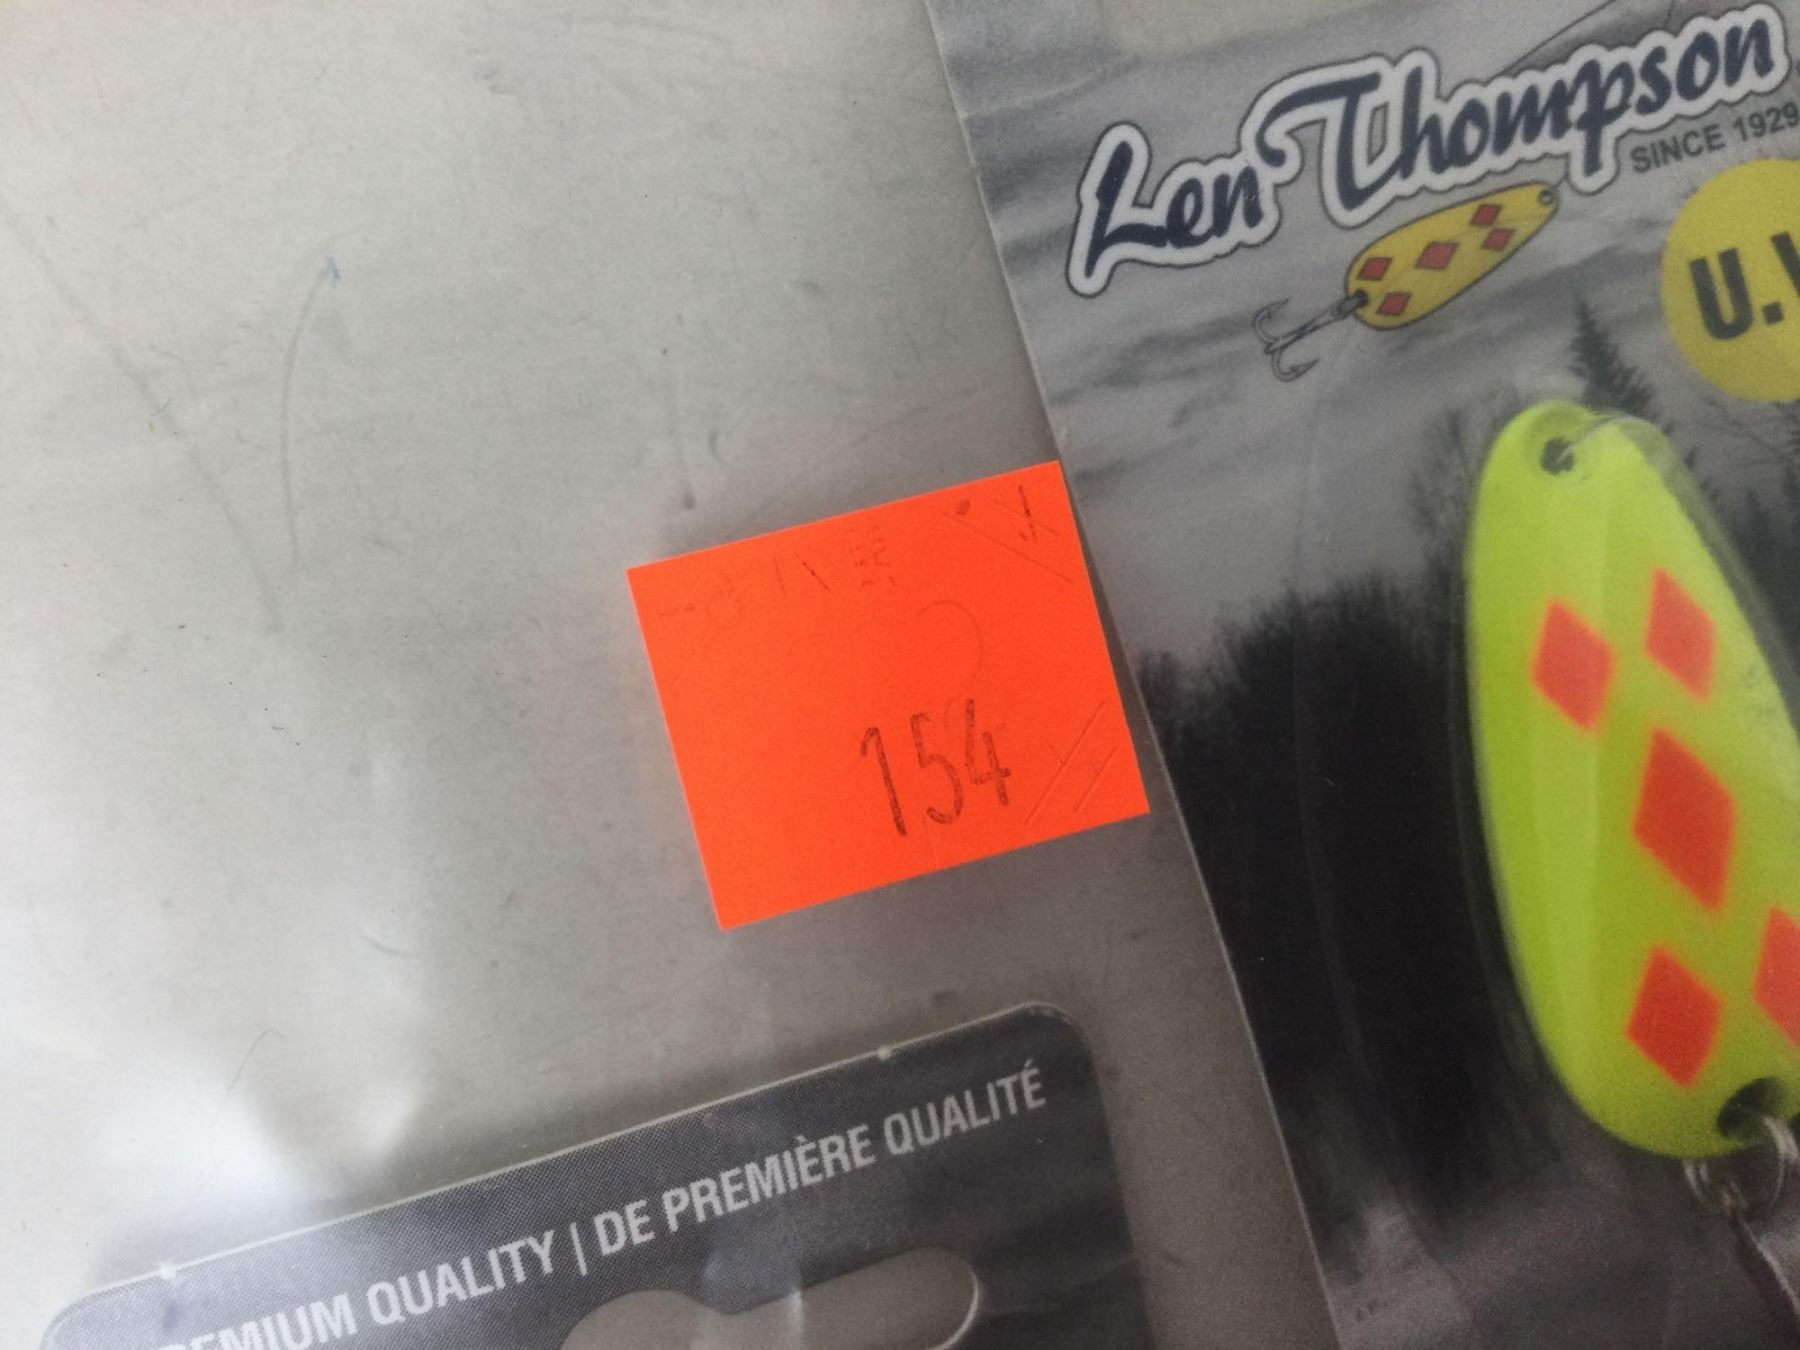 Len Thompson
SINCE 1929
U.
154
PREMIUM QUALITY | DE PREMIÈRE QUALITÉ